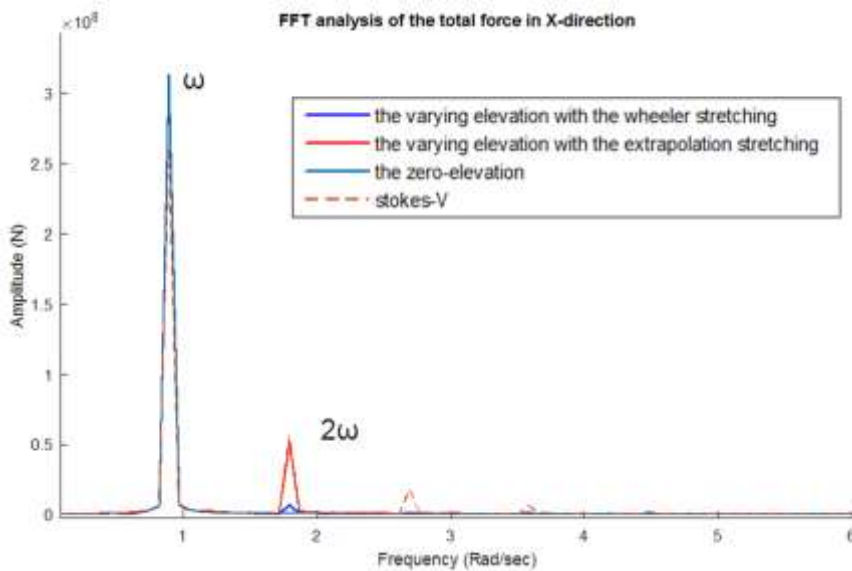 FFT analysis of the total force in X-direction
×10⁸
ω
the varying elevation with the wheeler stretching
the varying elevation with the extrapolation stretching
the zero-elevation
stokes-V
3
2.5
2
1.5
1
0.5
0
Amplitude (N)
2ω
1 2 3 4 5 6
Frequency (Rad/sec)